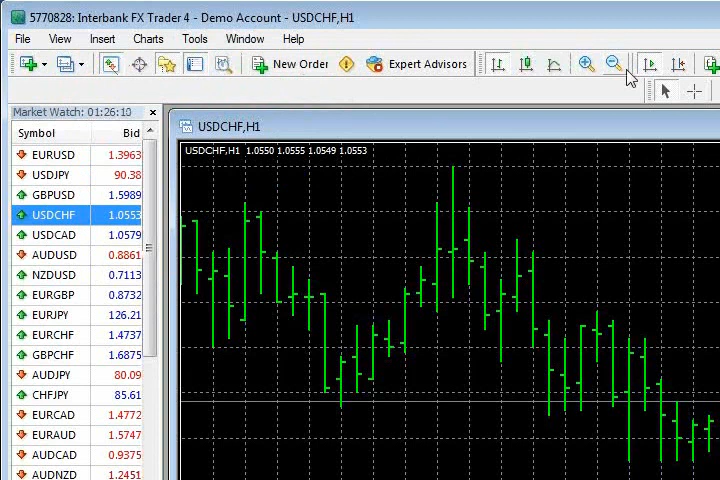 5770828: Interbank FX Trader 4 - Demo Account - USDCHF,H1
File View Insert Charts Tools Window Help
New Order Expert Advisors
Market Watch: 01:26:10
USDCHF,H1
Symbol Bid
USDCHF,H1 1.0550 1.0555 1.0549 1.0553
EURUSD 1.3963
USDJPY 90.38
GBPUSD 1.5989
USDCHF 1.0553
USDCAD 1.0579
AUDUSD 0.8861
NZDUSD 0.7113
EURGBP 0.8732
EURJPY 126.21
EURCHF 1.4737
GBPCHF 1.6875
AUDJPY 80.09
CHFJPY 85.61
EURCAD 1.4772
EURAUD 1.5747
AUDCAD 0.9375
AUDNZD 1.2451